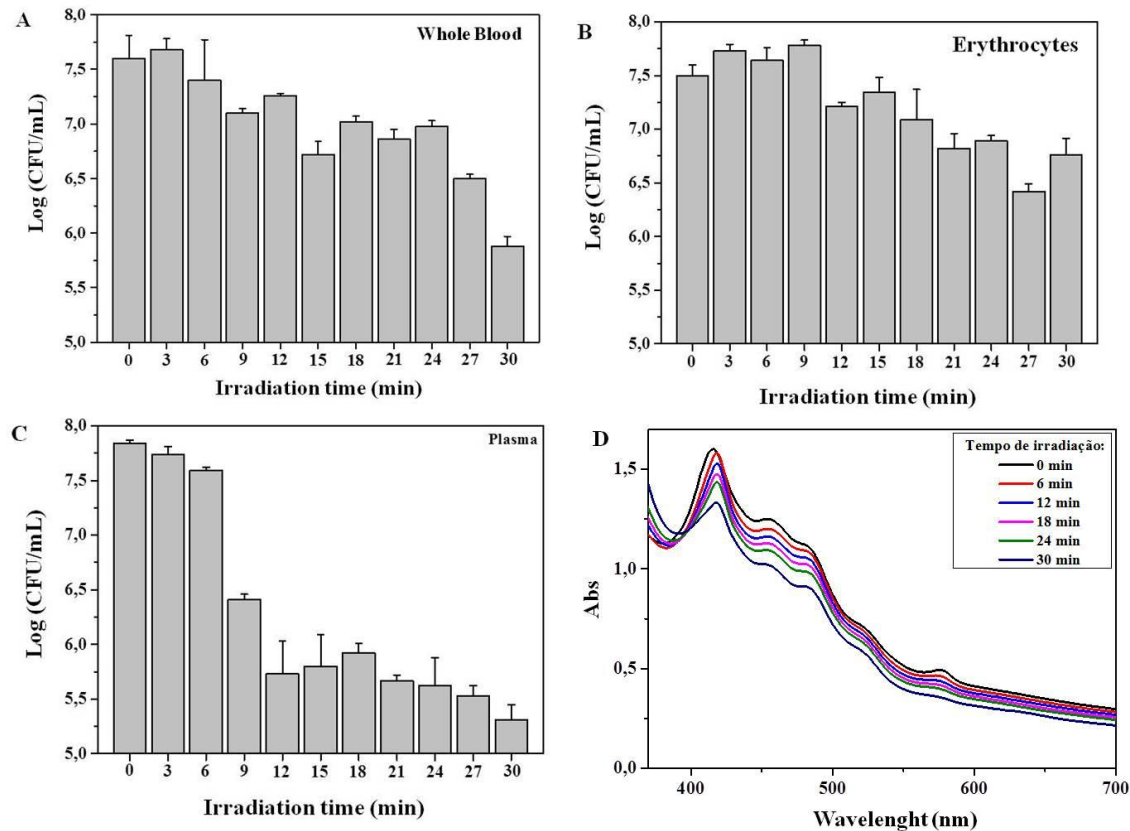 A
Whole Blood
Log (CFU/mL)
8,0
7,5
7,0
6,5
6,0
5,5
5,0
0 3 6 9 12 15 18 21 24 27 30
Irradiation time (min)
B
Erythrocytes
Log (CFU/mL)
8,0
7,5
7,0
6,5
6,0
5,5
5,0
0 3 6 9 12 15 18 21 24 27 30
Irradiation time (min)
C
Plasma
Log (CFU/mL)
8,0
7,5
7,0
6,5
6,0
5,5
5,0
0 3 6 9 12 15 18 21 24 27 30
Irradiation time (min)
D
Tempo de irradiação:
0 min
6 min
12 min
18 min
24 min
30 min
Abs
1,5
1,0
0,5
0,0
400 500 600 700
Wavelenght (nm)